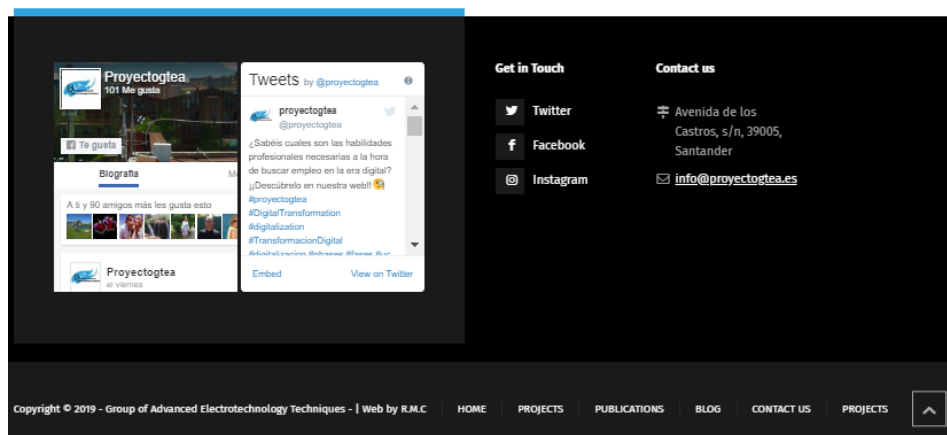 Proyectogtea
101 Me gusta
Te gusta
Biografía
A ti y 90 amigos más les gusta esto
Proyectogtea
el viernes
Tweets by @proyectogtea
proyectogtea
@proyectogtea
¿Sabéis cuales son las habilidades
profesionales necesarias a la hora
de buscar empleo en la era digital?
¡¡Descúbrelo en nuestra web!!
#proyectogtea
#DigitalTransformation
#digitalization
#TransformacionDigital
#digitalizacion #phases #fases #uc
Embed
View on Twitter
Get in Touch
Twitter
Facebook
Instagram
Contact us
Avenida de los
Castros, s/n, 39005,
Santander
info@proyectogtea.es
Copyright © 2019 - Group of Advanced Electrotechnology Techniques - | Web by R.M.C
HOME
PROJECTS
PUBLICATIONS
BLOG
CONTACT US
PROJECTS